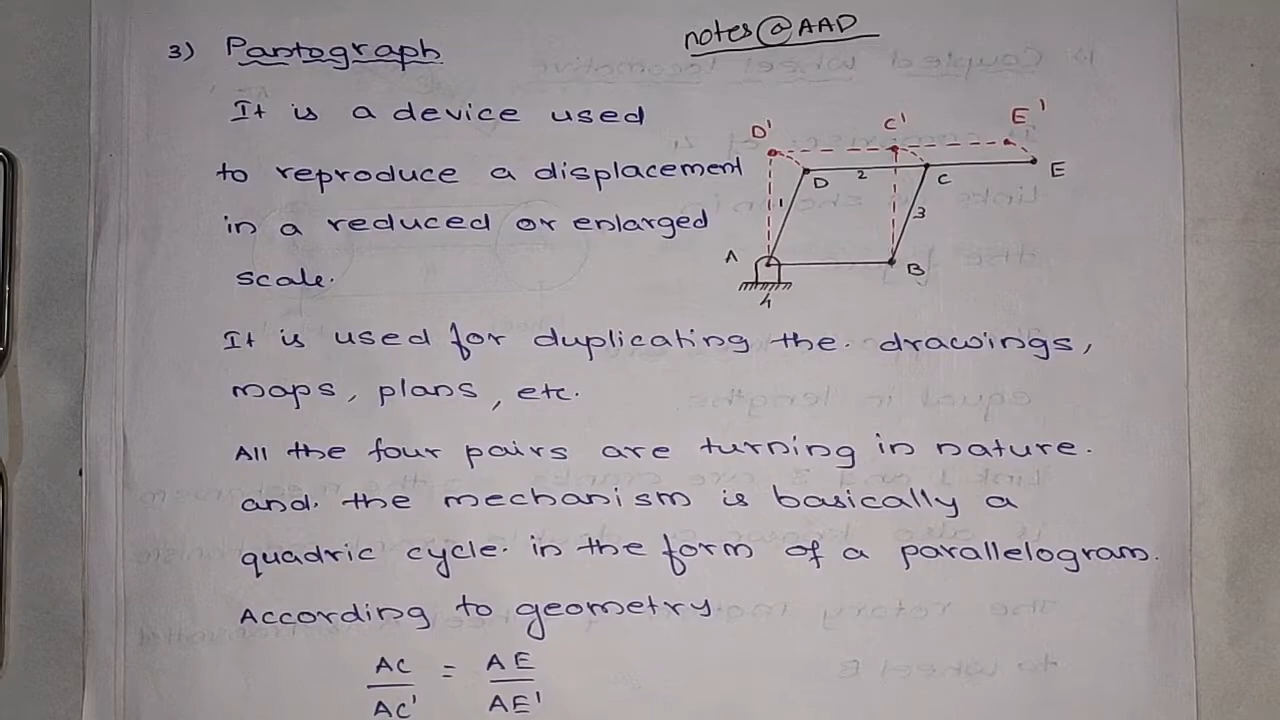 notes@AAD
3) Pantograph
It is a device used
to reproduce a displacement
in a reduced or enlarged
scale.
D' C' E'
D 2 C E
1 3
A B
4
It is used for duplicating the. drawings,
maps, plans, etc.
All the four pairs are turning in nature.
and. the mechanism is basically a
quadric cycle. in the form of a parallelogram.
According to geometry
AC = AE
AC' AE'